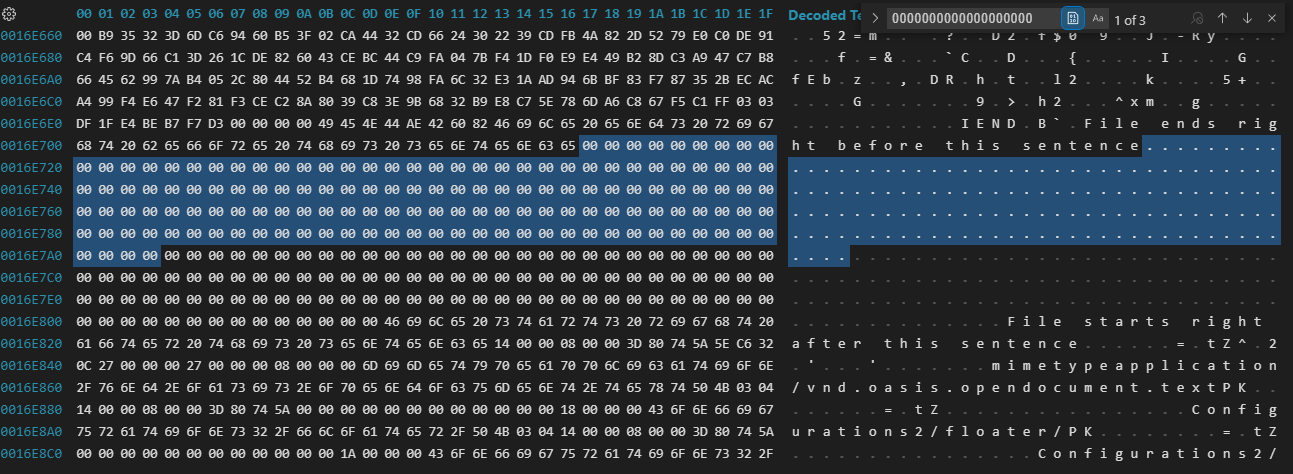 00 01 02 03 04 05 06 07 08 09 0A 0B 0C 0D 0E 0F 10 11 12 13 14 15 16 17 18 19 1A 1B 1C 1D 1E 1F Decoded Te
0000000000000000000 Aa 1 of 3
0016E660 00 B9 35 32 3D 6D C6 94 60 B5 3F 02 CA 44 32 CD 66 24 30 22 39 CD FB 4A 82 2D 52 79 E0 C0 DE 91 ..52=m....?..D2.f$0.9..J.-Ry....
0016E680 C4 F6 9D 66 C1 3D 26 1C DE 82 60 43 CE BC 44 C9 FA 04 7B F4 1D F0 E9 E4 49 B2 8D C3 A9 47 C7 B8 ...f.=&...`C..D...{.....I....G..
0016E6A0 66 45 62 99 7A B4 05 2C 80 44 52 B4 68 1D 74 98 FA 6C 32 E3 1A AD 94 6B BF 83 F7 87 35 2B EC AC fEb.z..,.DR.h.t..l2....k....5+..
0016E6C0 A4 99 F4 E6 47 F2 81 F3 CE C2 8A 80 39 C8 3E 9B 68 32 B9 E8 C7 5E 78 6D A6 C8 67 F5 C1 FF 03 03 ....G.......9.>.h2...^xm..g.....
0016E6E0 DF 1F E4 BE B7 F7 D3 00 00 00 00 49 45 4E 44 AE 42 60 82 46 69 6C 65 20 65 6E 64 73 20 72 69 67 ...........IEND.B`.File ends rig
0016E700 68 74 20 62 65 66 6F 72 65 20 74 68 69 73 20 73 65 6E 74 65 6E 63 65 00 00 00 00 00 00 00 00 00 ht before this sentence.........
0016E720 00 00 00 00 00 00 00 00 00 00 00 00 00 00 00 00 00 00 00 00 00 00 00 00 00 00 00 00 00 00 00 00 ................................
0016E740 00 00 00 00 00 00 00 00 00 00 00 00 00 00 00 00 00 00 00 00 00 00 00 00 00 00 00 00 00 00 00 00 ................................
0016E760 00 00 00 00 00 00 00 00 00 00 00 00 00 00 00 00 00 00 00 00 00 00 00 00 00 00 00 00 00 00 00 00 ................................
0016E780 00 00 00 00 00 00 00 00 00 00 00 00 00 00 00 00 00 00 00 00 00 00 00 00 00 00 00 00 00 00 00 00 ................................
0016E7A0 00 00 00 00 00 00 00 00 00 00 00 00 00 00 00 00 00 00 00 00 00 00 00 00 00 00 00 00 00 00 00 00 ................................
0016E7C0 00 00 00 00 00 00 00 00 00 00 00 00 00 00 00 00 00 00 00 00 00 00 00 00 00 00 00 00 00 00 00 00 ................................
0016E7E0 00 00 00 00 00 00 00 00 00 00 00 00 00 00 00 00 00 00 00 00 00 00 00 00 00 00 00 00 00 00 00 00 ................................
0016E800 00 00 00 00 00 00 00 00 00 00 00 00 00 00 46 69 6C 65 20 73 74 61 72 74 73 20 72 69 67 68 74 20 ..............File starts right
0016E820 61 66 74 65 72 20 74 68 69 73 20 73 65 6E 74 65 6E 63 65 14 00 00 08 00 00 3D 80 74 5A 5E C6 32 after this sentence......=.tZ^.2
0016E840 0C 27 00 00 00 27 00 00 00 08 00 00 00 6D 69 6D 65 74 79 70 65 61 70 70 6C 69 63 61 74 69 6F 6E .'...'.......mimetypeapplication
0016E860 2F 76 6E 64 2E 6F 61 73 69 73 2E 6F 70 65 6E 64 6F 63 75 6D 65 6E 74 2E 74 65 78 74 50 4B 03 04 /vnd.oasis.opendocument.textPK..
0016E880 14 00 00 08 00 00 3D 80 74 5A 00 00 00 00 00 00 00 00 00 00 00 00 18 00 00 00 43 6F 6E 66 69 67 ......=.tZ................Config
0016E8A0 75 72 61 74 69 6F 6E 73 32 2F 66 6C 6F 61 74 65 72 2F 50 4B 03 04 14 00 00 08 00 00 3D 80 74 5A urations2/floater/PK........=.tZ
0016E8C0 00 00 00 00 00 00 00 00 00 00 00 00 1A 00 00 00 43 6F 6E 66 69 67 75 72 61 74 69 6F 6E 73 32 2F ................Configurations2/